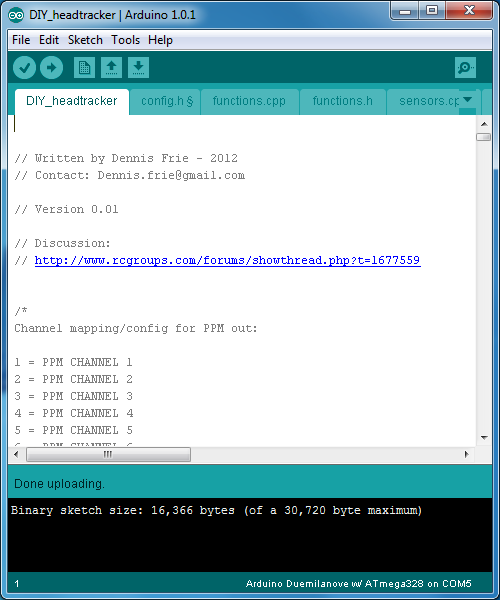 DIY_headtracker | Arduino 1.0.1
File Edit Sketch Tools Help
DIY_headtracker config.h § functions.cpp functions.h sensors.cp
// Written by Dennis Frie - 2012
// Contact: Dennis.frie@gmail.com
// Version 0.01
// Discussion:
// http://www.rcgroups.com/forums/showthread.php?t=1677559
/*
Channel mapping/config for PPM out:
1 = PPM CHANNEL 1
2 = PPM CHANNEL 2
3 = PPM CHANNEL 3
4 = PPM CHANNEL 4
5 = PPM CHANNEL 5
Done uploading.
Binary sketch size: 16,366 bytes (of a 30,720 byte maximum)
1 Arduino Duemilanove w/ ATmega328 on COM5